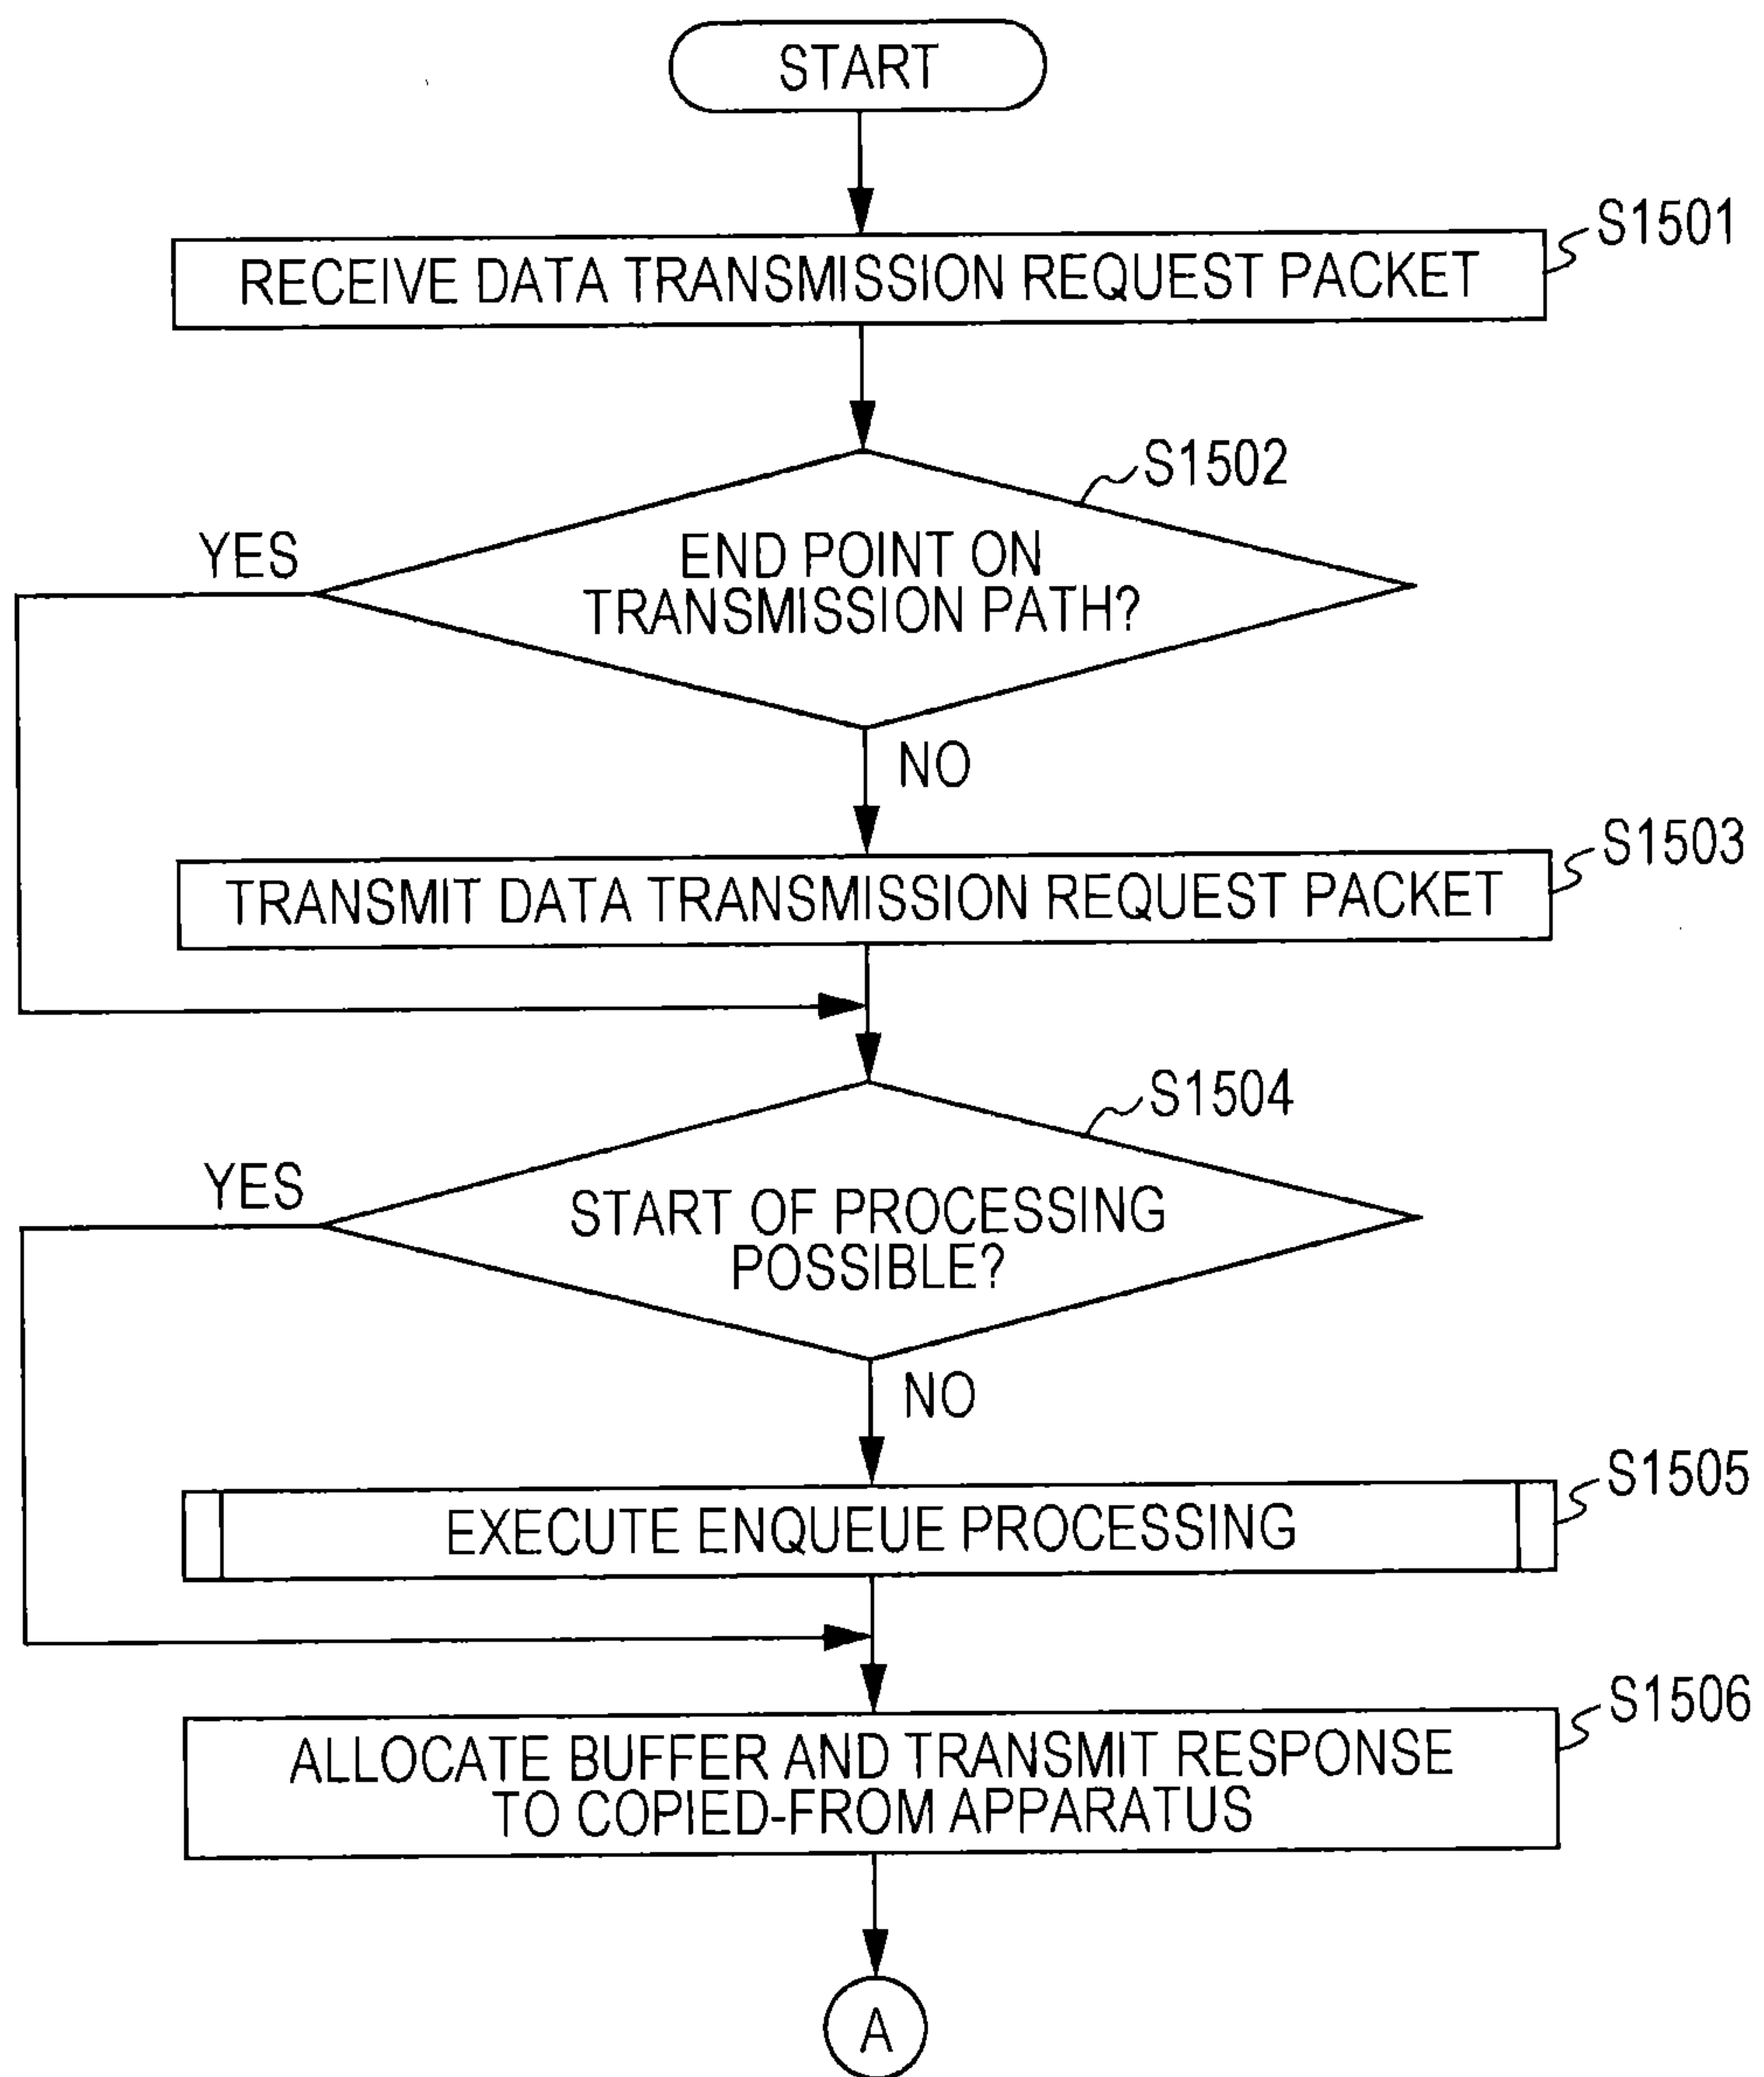 START
S1501
RECEIVE DATA TRANSMISSION REQUEST PACKET
S1502
YES
END POINT ON
TRANSMISSION PATH?
NO
S1503
TRANSMIT DATA TRANSMISSION REQUEST PACKET
S1504
YES
START OF PROCESSING
POSSIBLE?
NO
S1505
EXECUTE ENQUEUE PROCESSING
S1506
ALLOCATE BUFFER AND TRANSMIT RESPONSE
TO COPIED-FROM APPARATUS
A